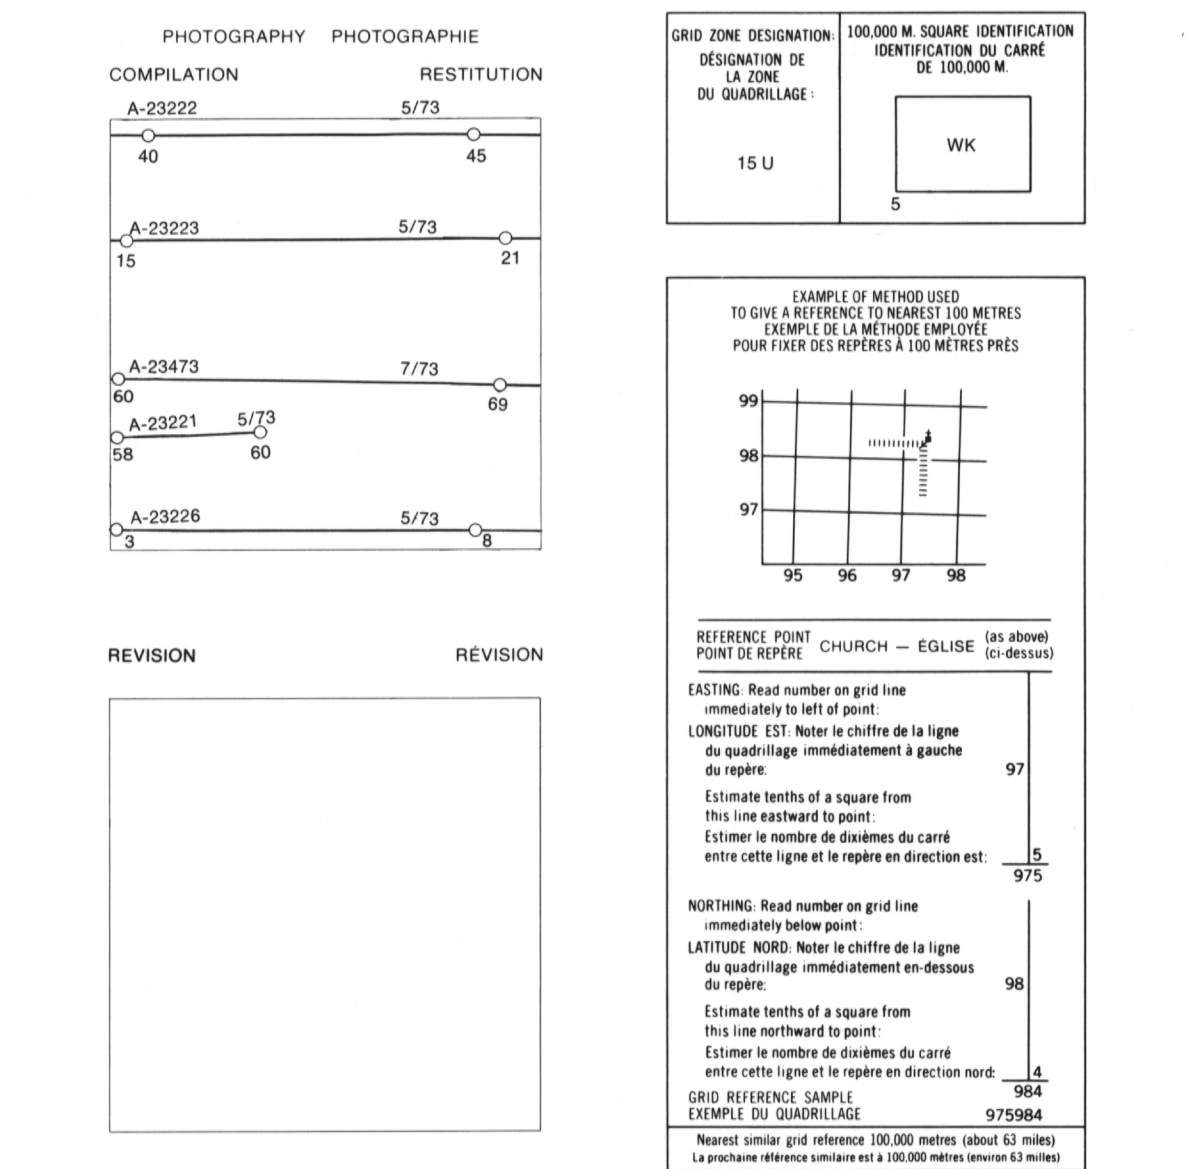 PHOTOGRAPHY PHOTOGRAPHIE
COMPILATION RESTITUTION
A-23222 5/73
40 45
A-23223 5/73
15 21
A-23473 7/73
60 69
A-23221 5/73
58 60
A-23226 5/73
3 8
REVISION RÉVISION
GRID ZONE DESIGNATION:
DÉSIGNATION DE
LA ZONE
DU QUADRILLAGE:
15 U
100,000 M. SQUARE IDENTIFICATION
IDENTIFICATION DU CARRÉ
DE 100,000 M.
WK
5
EXAMPLE OF METHOD USED
TO GIVE A REFERENCE TO NEAREST 100 METRES
EXEMPLE DE LA MÉTHODE EMPLOYÉE
POUR FIXER DES REPÈRES À 100 MÈTRES PRÈS
99
98
97
95 96 97 98
REFERENCE POINT
POINT DE REPÈRE
CHURCH — ÉGLISE
(as above)
(ci-dessus)
EASTING: Read number on grid line
immediately to left of point:
LONGITUDE EST: Noter le chiffre de la ligne
du quadrillage immédiatement à gauche
du repère: 97
Estimate tenths of a square from
this line eastward to point:
Estimer le nombre de dixièmes du carré
entre cette ligne et le repère en direction est: 5
975
NORTHING: Read number on grid line
immediately below point:
LATITUDE NORD: Noter le chiffre de la ligne
du quadrillage immédiatement en-dessous
du repère: 98
Estimate tenths of a square from
this line northward to point:
Estimer le nombre de dixièmes du carré
entre cette ligne et le repère en direction nord: 4
984
GRID REFERENCE SAMPLE
EXEMPLE DU QUADRILLAGE 975984
Nearest similar grid reference 100,000 metres (about 63 miles)
La prochaine référence similaire est à 100,000 mètres (environ 63 milles)